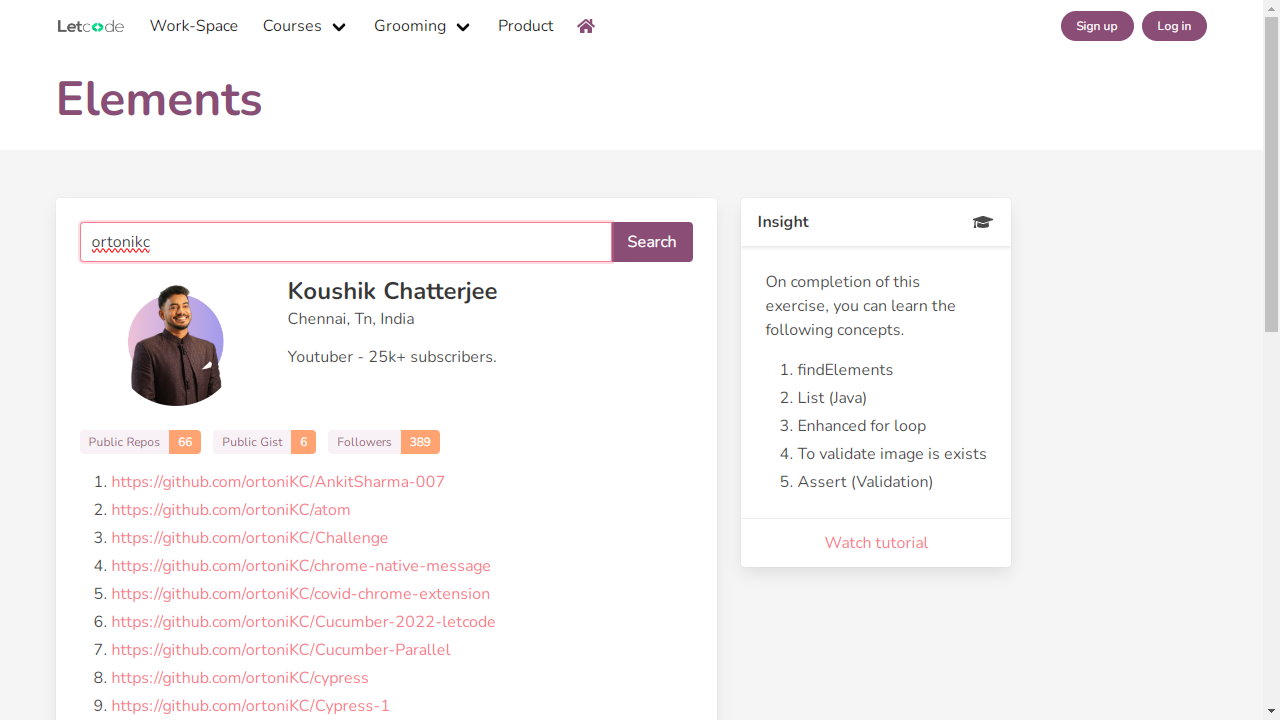 Letcode Work-Space Courses Grooming Product Sign up Log in
Elements
ortonikc Search
Koushik Chatterjee
Chennai, Tn, India
Youtuber - 25k+ subscribers.
Public Repos 66 Public Gist 6 Followers 389
1. https://github.com/ortoniKC/AnkitSharma-007
2. https://github.com/ortoniKC/atom
3. https://github.com/ortoniKC/Challenge
4. https://github.com/ortoniKC/chrome-native-message
5. https://github.com/ortoniKC/covid-chrome-extension
6. https://github.com/ortoniKC/Cucumber-2022-letcode
7. https://github.com/ortoniKC/Cucumber-Parallel
8. https://github.com/ortoniKC/cypress
9. https://github.com/ortoniKC/Cypress-1
Insight
On completion of this
exercise, you can learn the
following concepts.
1. findElements
2. List (Java)
3. Enhanced for loop
4. To validate image is exists
5. Assert (Validation)
Watch tutorial